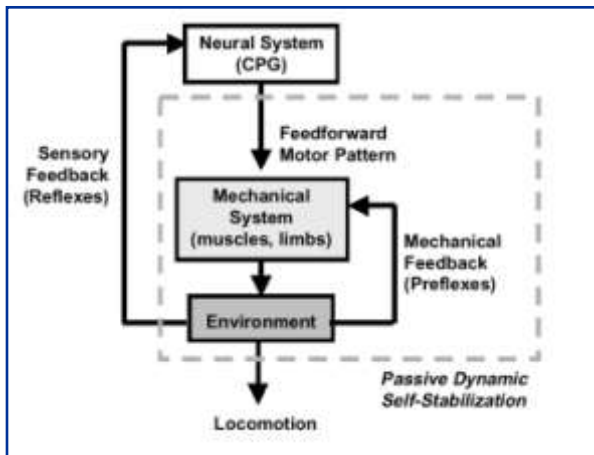 Neural System
(CPG)
Feedforward
Motor Pattern
Sensory
Feedback
(Reflexes)
Mechanical
System
(muscles, limbs)
Mechanical
Feedback
(Preflexes)
Environment
Passive Dynamic
Self-Stabilization
Locomotion